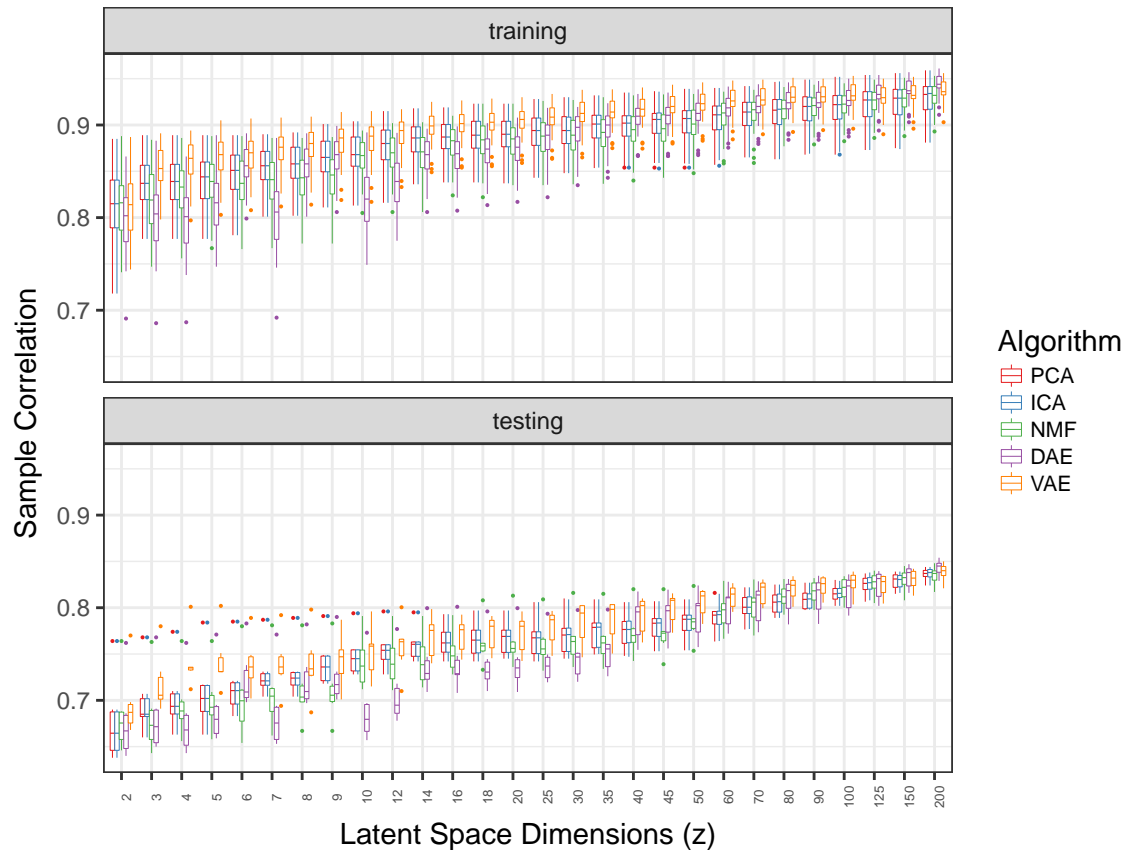 training
0.9
0.8
0.7
testing
0.9
0.8
0.7
Sample Correlation
2 3 4 5 6 7 8 9 10 12 14 16 18 20 25 30 35 40 45 50 60 70 80 90 100 125 150 200
Latent Space Dimensions (z)
Algorithm
PCA
ICA
NMF
DAE
VAE